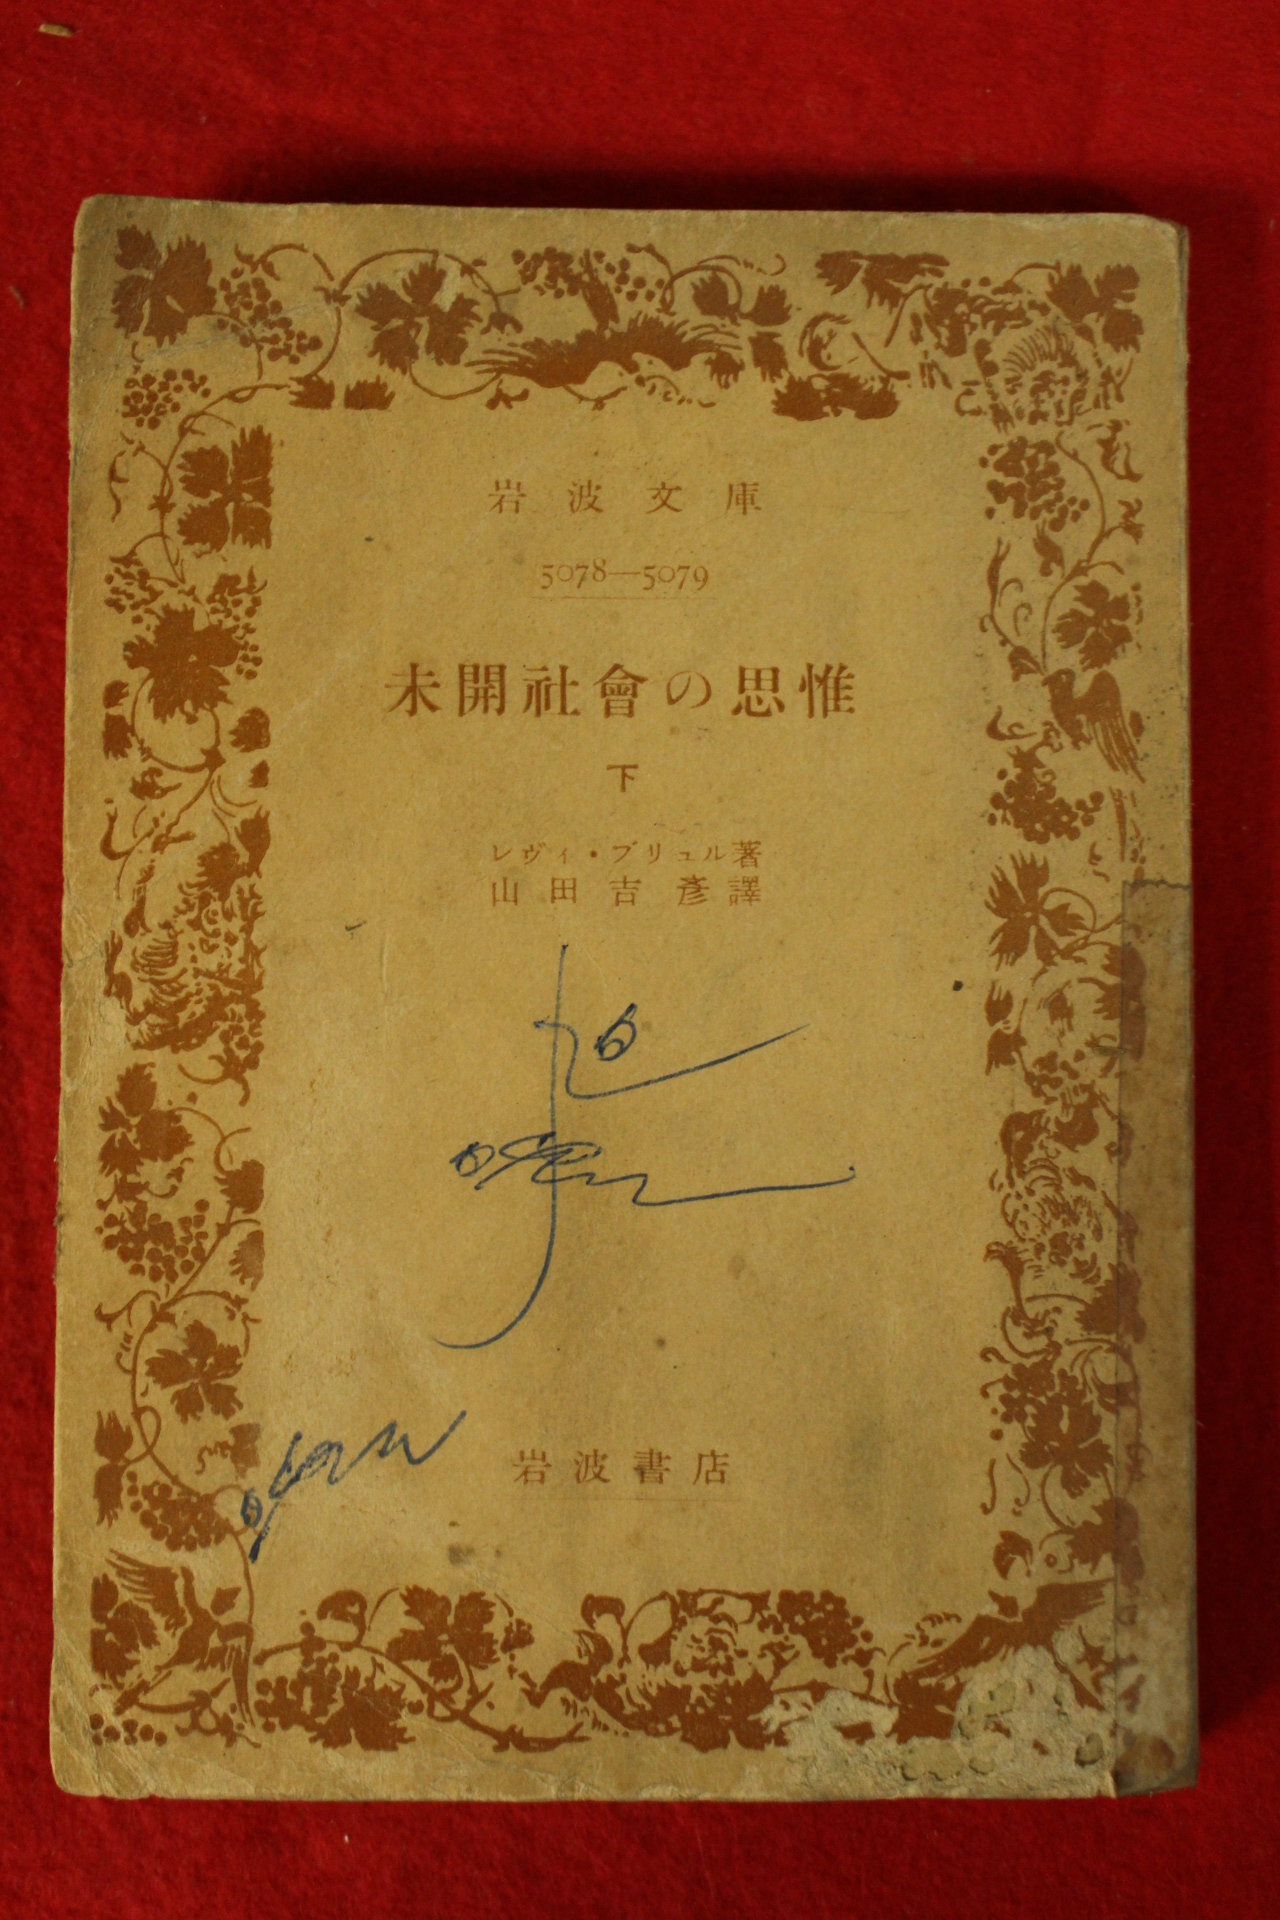 岩波文庫
5078—5079
未開社會の思惟
下
レヴィ・ブリュル著
山田吉彦譯
岩波書店